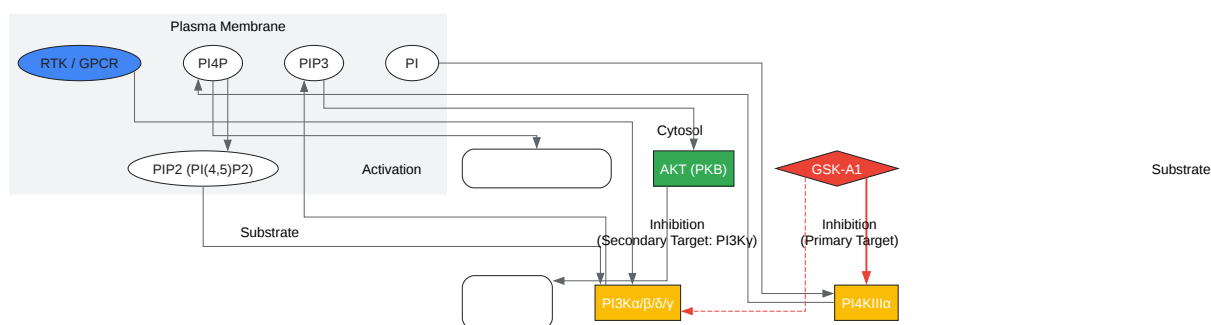 Plasma Membrane
RTK / GPCR
PI4P
PIP3
PI
Cytosol
PIP2 (PI(4,5)P2)
Activation
AKT (PKB)
GSK-A1
Substrate
Substrate
Inhibition
(Secondary Target: PI3Kγ)
Inhibition
(Primary Target)
PI3Kα/β/δ/γ
PI4KIIIα